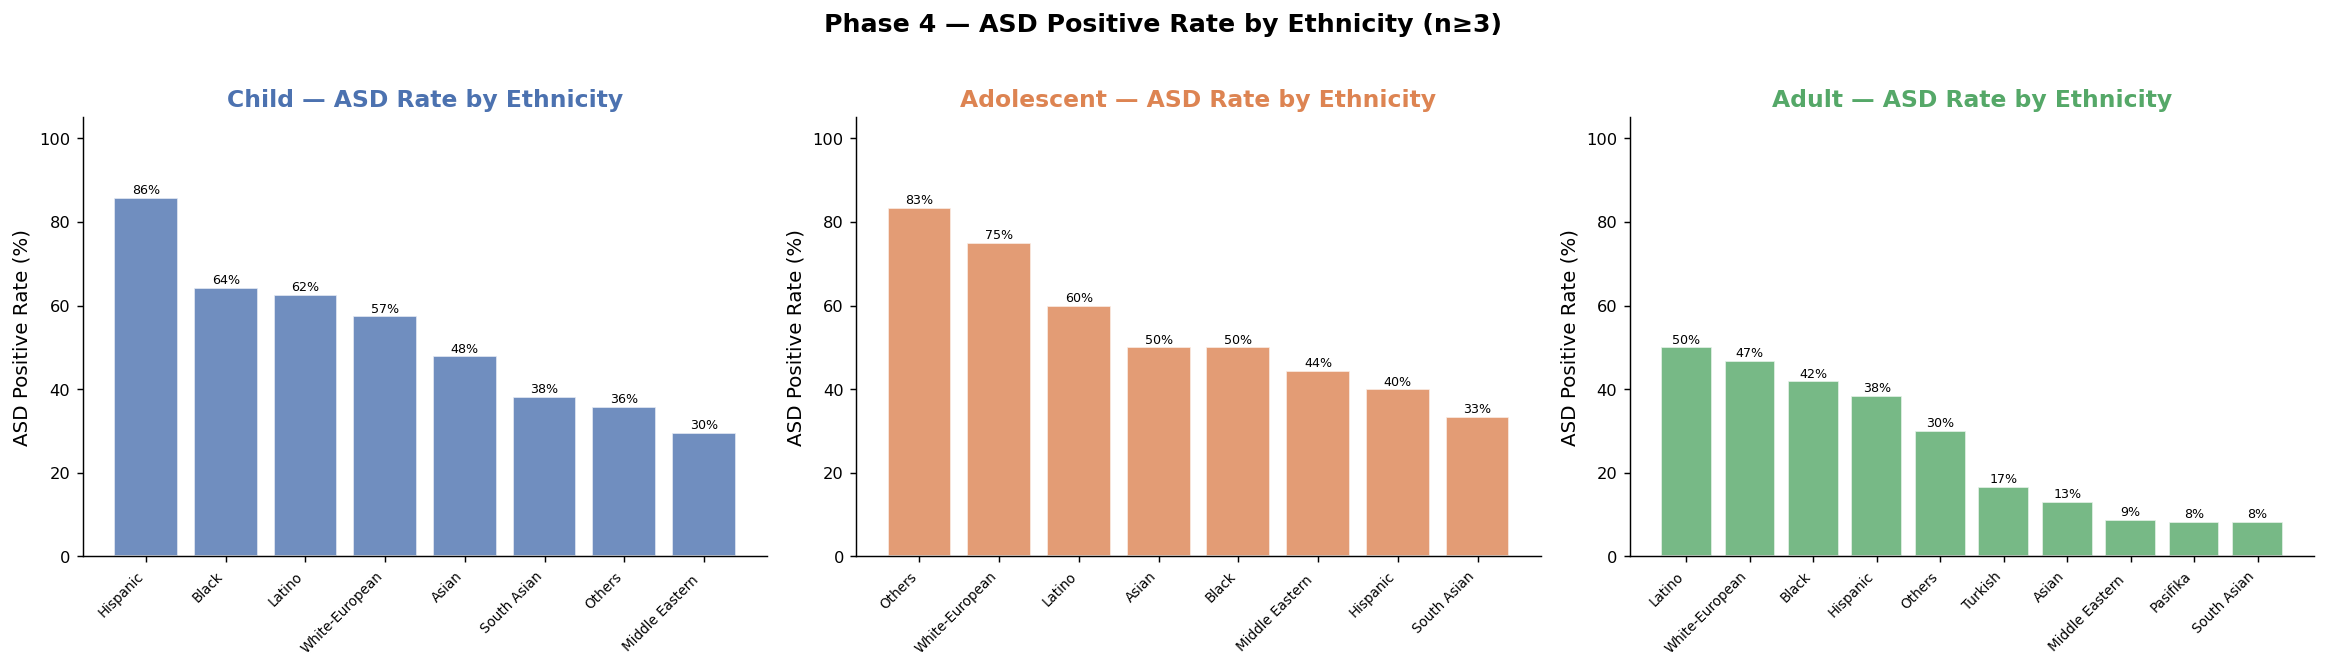 Phase 4 — ASD Positive Rate by Ethnicity (n≥3)
Child — ASD Rate by Ethnicity
ASD Positive Rate (%)
100
80
60
40
20
0
86%
64%
62%
57%
48%
38%
36%
30%
Hispanic
Black
Latino
White-European
Asian
South Asian
Others
Middle Eastern
Adolescent — ASD Rate by Ethnicity
ASD Positive Rate (%)
100
80
60
40
20
0
83%
75%
60%
50%
50%
44%
40%
33%
Others
White-European
Latino
Asian
Black
Middle Eastern
Hispanic
South Asian
Adult — ASD Rate by Ethnicity
ASD Positive Rate (%)
100
80
60
40
20
0
50%
47%
42%
38%
30%
17%
13%
9%
8%
8%
Latino
White-European
Black
Hispanic
Others
Turkish
Asian
Middle Eastern
Pasifika
South Asian